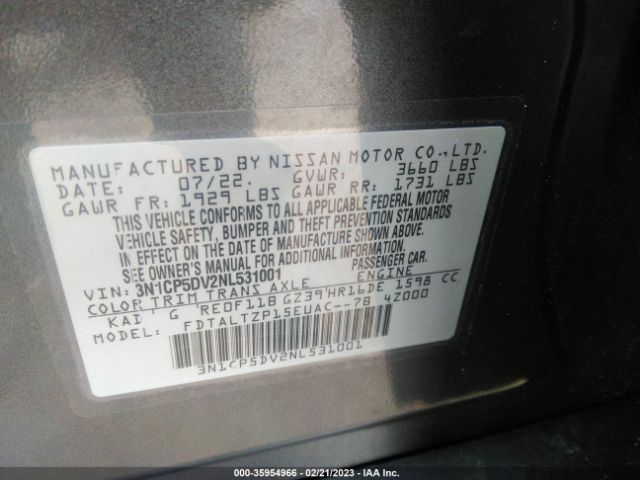 MANUFACTURED BY NISSAN MOTOR CO.,LTD.
DATE: 07/22. GVWR: 3660 LBS
GAWR FR: 1929 LBS GAWR RR: 1731 LBS
THIS VEHICLE CONFORMS TO ALL APPLICABLE FEDERAL MOTOR
VEHICLE SAFETY, BUMPER AND THEFT PREVENTION STANDARDS
IN EFFECT ON THE DATE OF MANUFACTURE SHOWN ABOVE.
SEE OWNER'S MANUAL FOR ADDITIONAL INFORMATION.
VIN: 3N1CP5DV2NL531001 PASSENGER CAR.
COLOR TRIM TRANS AXLE ENGINE
KAD G RE0F11B GZ39 HR16DE 1598 CC
MODEL: FDTALTZP15EUAC--7B 4Z000
3N1CP5DV2NL531001
000-35954966 — 02/21/2023 — IAA Inc.